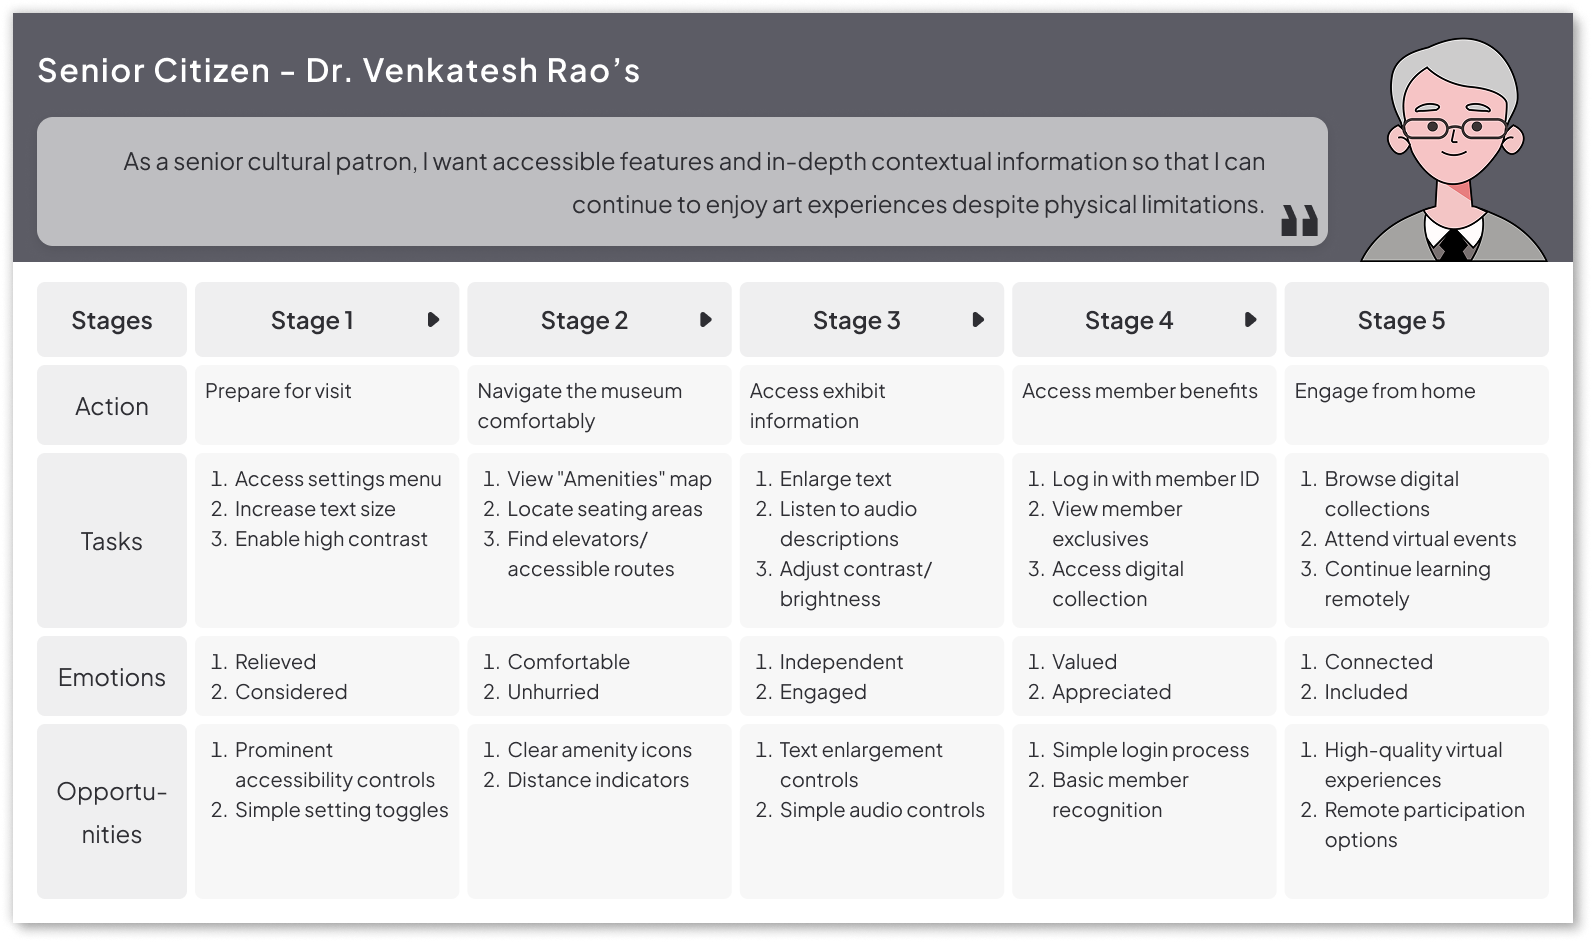 Senior Citizen – Dr. Venkatesh Rao’s
As a senior cultural patron, I want accessible features and in-depth contextual information so that I can
continue to enjoy art experiences despite physical limitations.
Stages
Stage 1
Stage 2
Stage 3
Stage 4
Stage 5
Action
Prepare for visit
Navigate the museum
comfortably
Access exhibit
information
Access member benefits
Engage from home
Tasks
1. Access settings menu
2. Increase text size
3. Enable high contrast
1. View "Amenities" map
2. Locate seating areas
3. Find elevators/
accessible routes
1. Enlarge text
2. Listen to audio
descriptions
3. Adjust contrast/
brightness
1. Log in with member ID
2. View member
exclusives
3. Access digital
collection
1. Browse digital
collections
2. Attend virtual events
3. Continue learning
remotely
Emotions
1. Relieved
2. Considered
1. Comfortable
2. Unhurried
1. Independent
2. Engaged
1. Valued
2. Appreciated
1. Connected
2. Included
Opportu-
nities
1. Prominent
accessibility controls
2. Simple setting toggles
1. Clear amenity icons
2. Distance indicators
1. Text enlargement
controls
2. Simple audio controls
1. Simple login process
2. Basic member
recognition
1. High-quality virtual
experiences
2. Remote participation
options